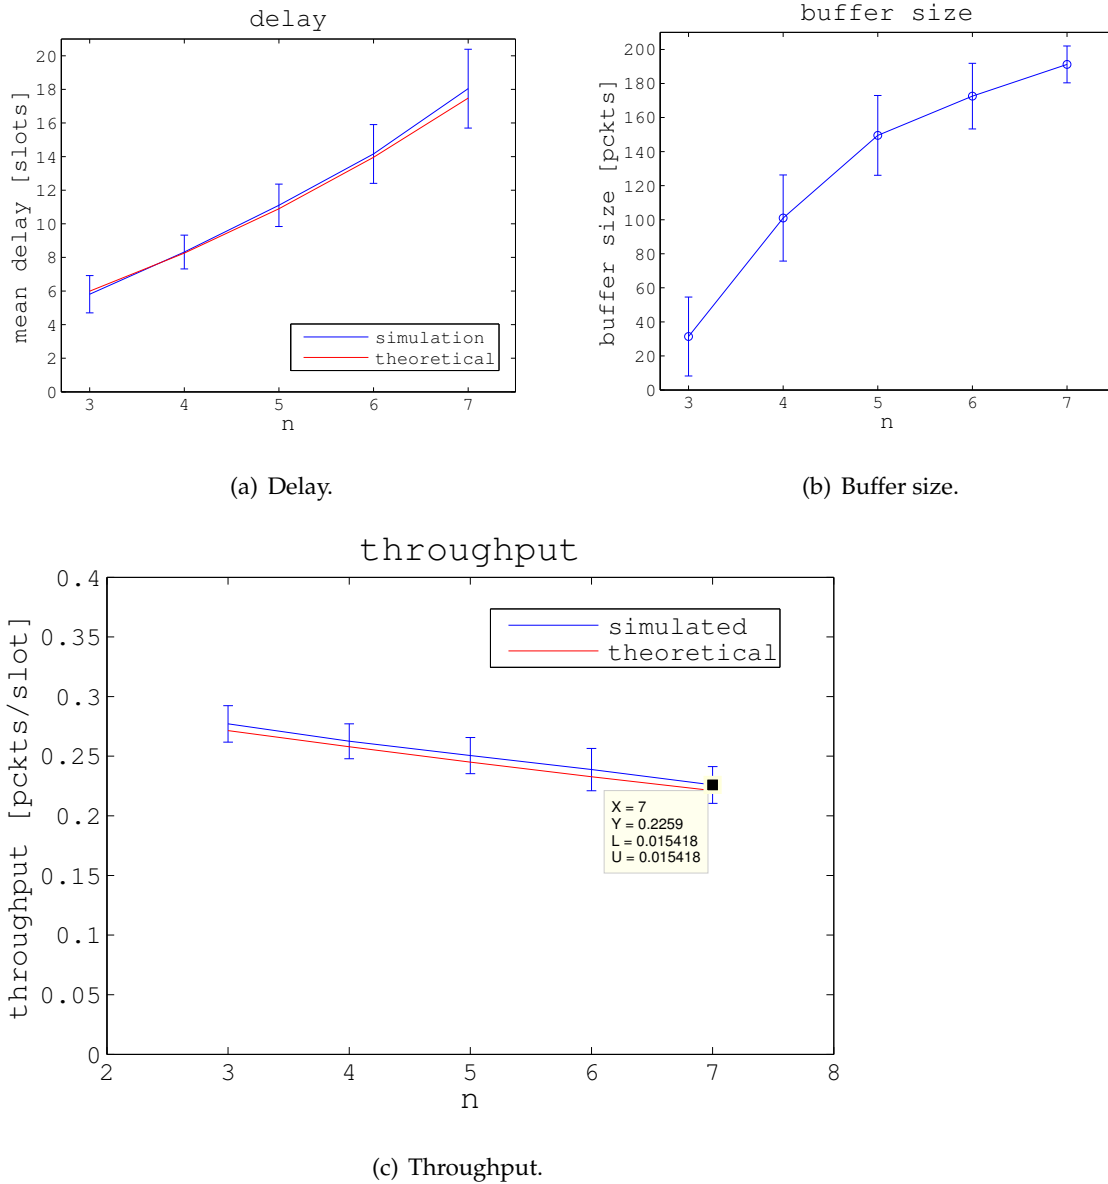 delay
mean delay [slots]
20
18
16
14
12
10
8
6
4
2
0
3 4 5 6 7
n
simulation
theoretical
(a) Delay.
buffer size
buffer size [pckts]
200
180
160
140
120
100
80
60
40
20
0
3 4 5 6 7
n
(b) Buffer size.
throughput
throughput [pckts/slot]
0.4
0.35
0.3
0.25
0.2
0.15
0.1
0.05
0
2 3 4 5 6 7 8
n
simulated
theoretical
X = 7
Y = 0.2259
L = 0.015418
U = 0.015418
(c) Throughput.